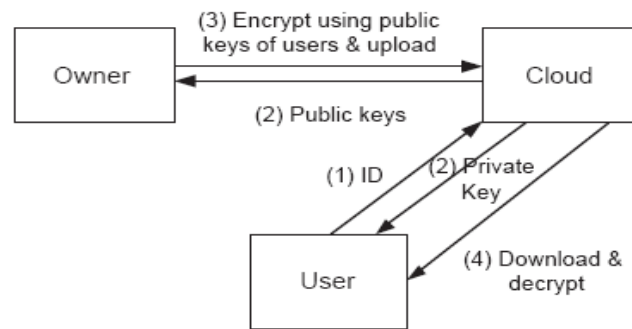 (3) Encrypt using public
keys of users & upload
Owner
Cloud
(2) Public keys
(1) ID
(2) Private
Key
User
(4) Download &
decrypt